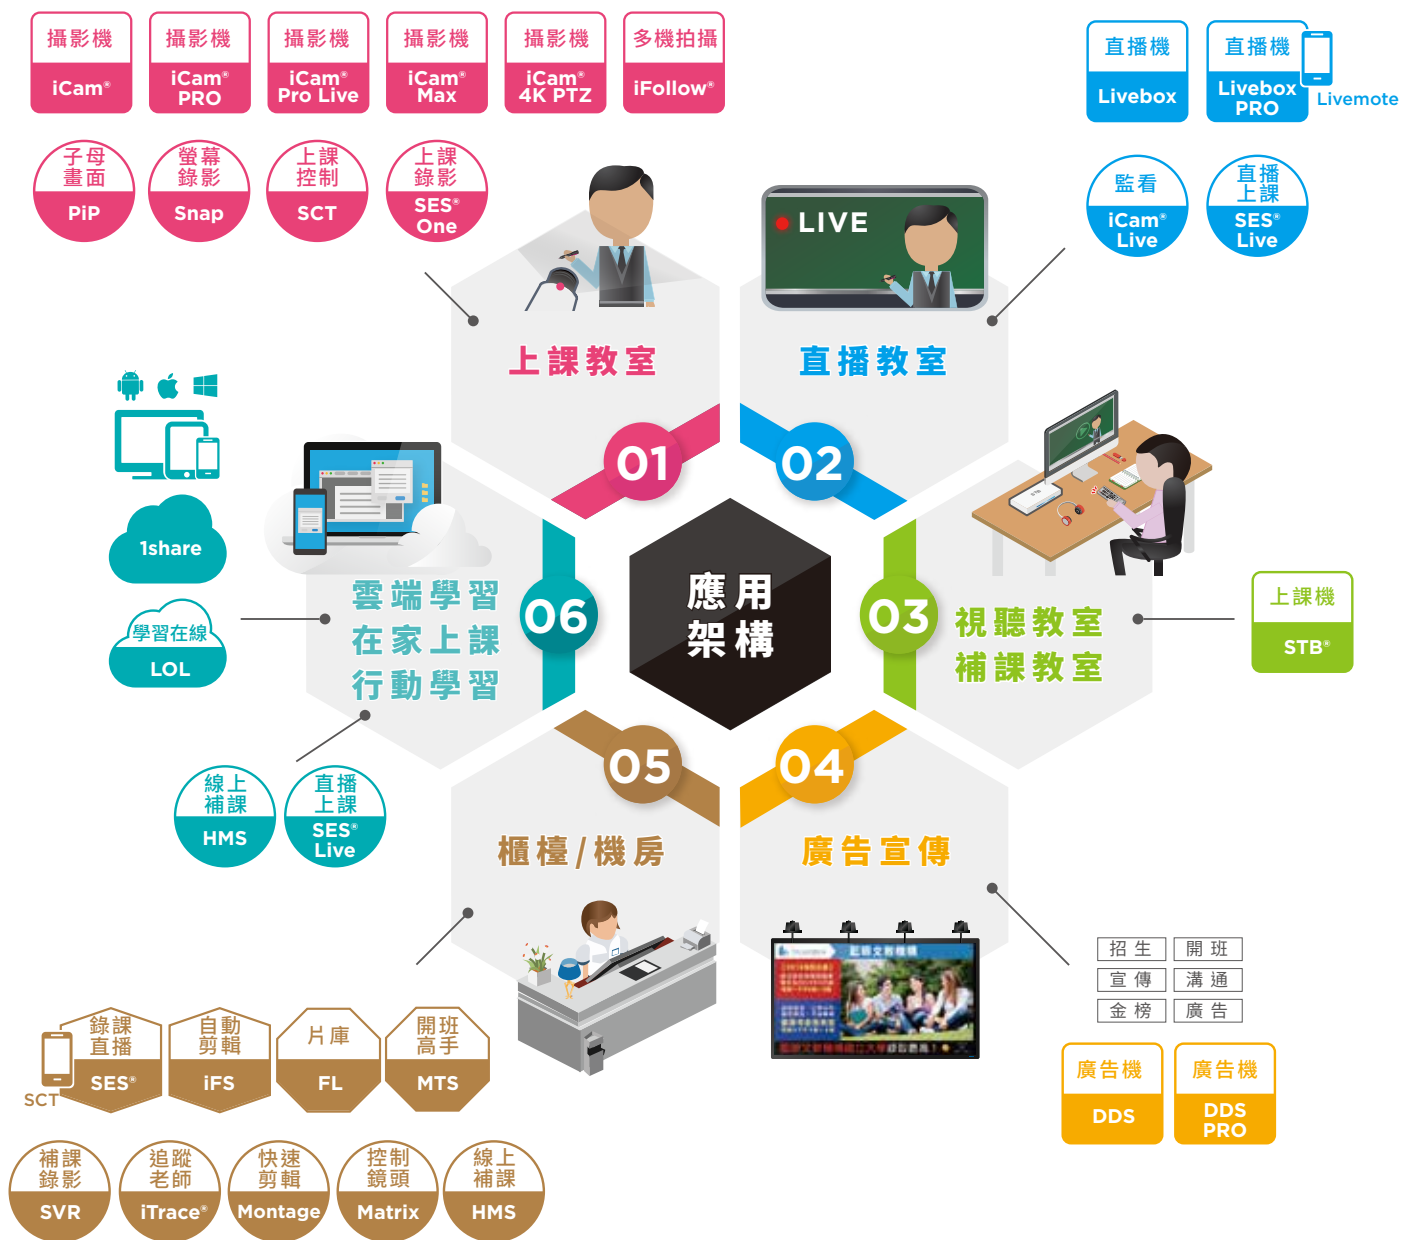 攝影機
iCam®
攝影機
iCam®
PRO
攝影機
iCam®
Pro Live
攝影機
iCam®
Max
攝影機
iCam®
4K PTZ
多機拍攝
iFollow®
子母
畫面
PiP
螢幕
錄影
Snap
上課
控制
SCT
上課
錄影
SES®
One
直播機
Livebox
直播機
Livebox
PRO
Livemote
監看
iCam®
Live
直播
上課
SES®
Live
LIVE
上課教室
01
直播教室
02
應用
架構
03
視聽教室
補課教室
上課機
STB®
1share
學習在線
LOL
雲端學習
在家上課
行動學習
06
線上
補課
HMS
直播
上課
SES®
Live
05
櫃檯/機房
04
廣告宣傳
招生
開班
宣傳
溝通
金榜
廣告
廣告機
DDS
廣告機
DDS
PRO
SCT
錄課
直播
SES®
自動
剪輯
iFS
片庫
FL
開班
高手
MTS
補課
錄影
SVR
追蹤
老師
iTrace®
快速
剪輯
Montage
控制
鏡頭
Matrix
線上
補課
HMS